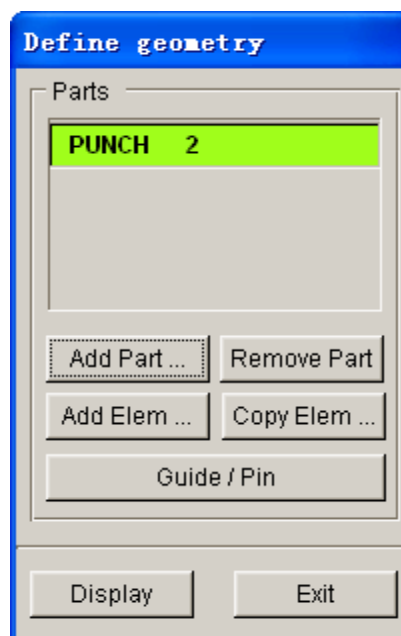 Define geometry
Parts
PUNCH 2
Add Part ... Remove Part
Add Elem ... Copy Elem ...
Guide / Pin
Display Exit